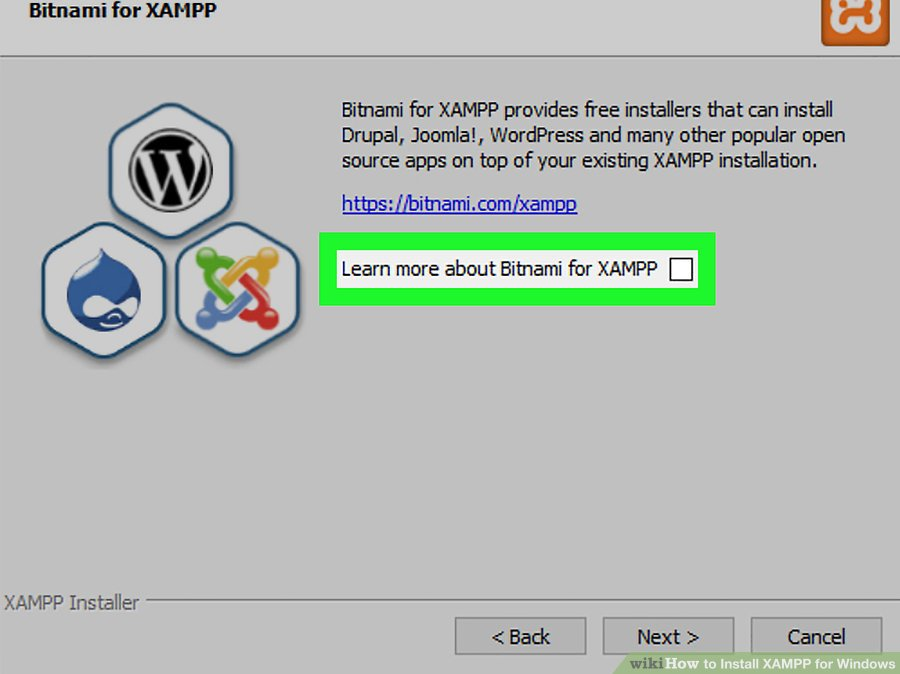 Bitnami for XAMPP
Bitnami for XAMPP provides free installers that can install
Drupal, Joomla!, WordPress and many other popular open
source apps on top of your existing XAMPP installation.
https://bitnami.com/xampp
Learn more about Bitnami for XAMPP
XAMPP Installer
< Back
Next >
Cancel
wikiHow to Install XAMPP for Windows